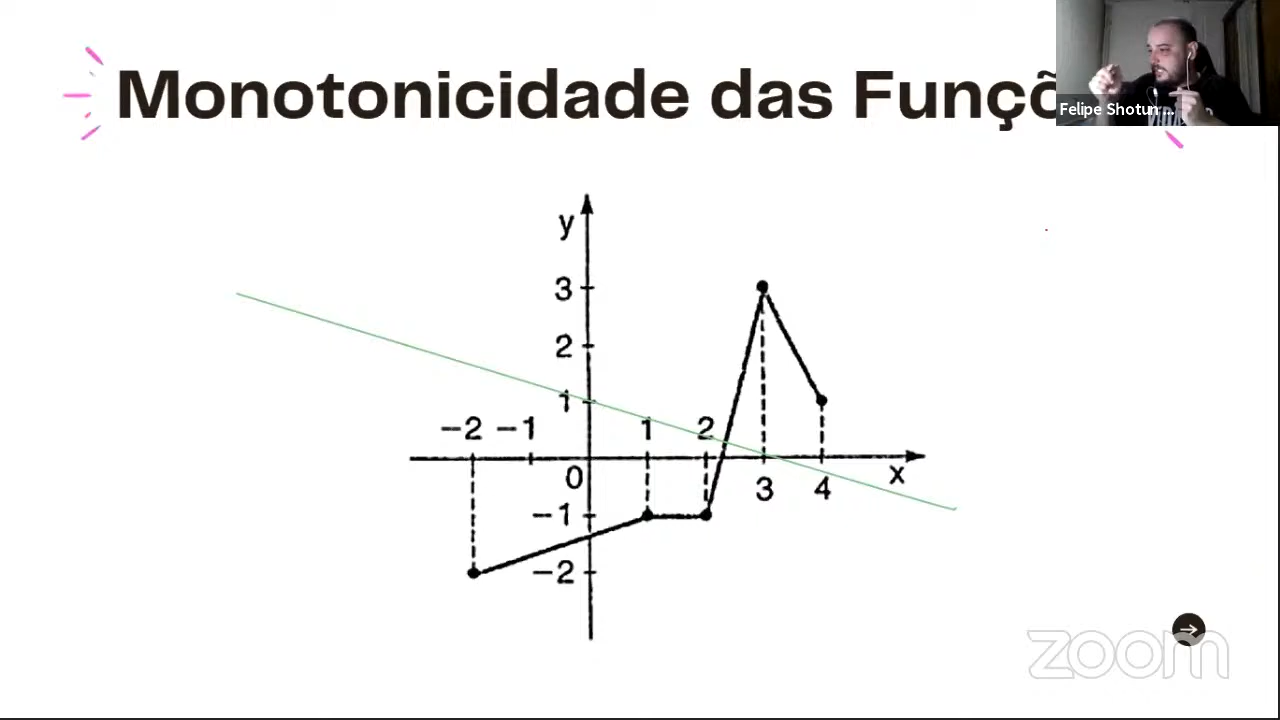 Monotonicidade das Funçõ
Felipe Shotun ...
y
3
2
1
-2 -1 1 2
0 3 4 x
-1
-2
zoom